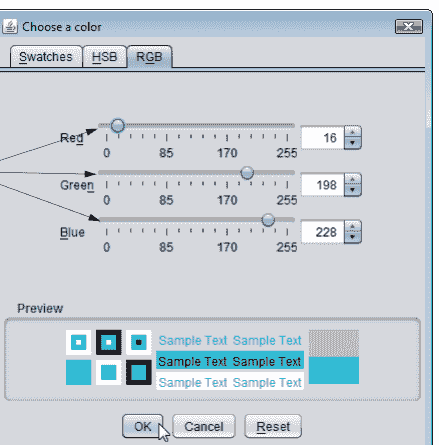 Choose a color
Swatches HSB RGB
Red 16
0 85 170 255
Green 198
0 85 170 255
Blue 228
0 85 170 255
Preview
Sample Text Sample Text
Sample Text Sample Text
Sample Text Sample Text
OK Cancel Reset